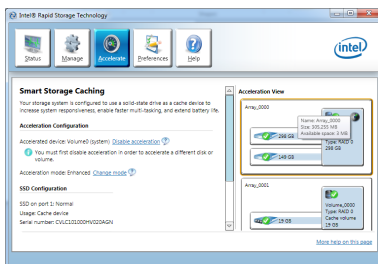 Intel® Rapid Storage Technology
Status
Manage
Accelerate
Preferences
Help
intel
Smart Storage Caching
Your storage system is configured to use a solid-state drive as a cache device to
increase system responsiveness, enable faster multi-tasking, and extend battery life.
Acceleration Configuration
Accelerated device: Volume0 (system) Disable acceleration
You must first disable acceleration in order to accelerate a different disk or
volume.
Acceleration mode: Enhanced Change mode
SSD Configuration
SSD on port 1: Normal
Usage: Cache device
Serial number: CVLC101000HV020AGN
Acceleration View
Array_0000
Name: Array_0000
Size: 305,255 MB
Available space: 3 MB
Type: RAID 0
298 GB
298 GB
149 GB
Array_0001
Volume_0000
Type: RAID 0
Cache volume
19 GB
19 GB
More help on this page